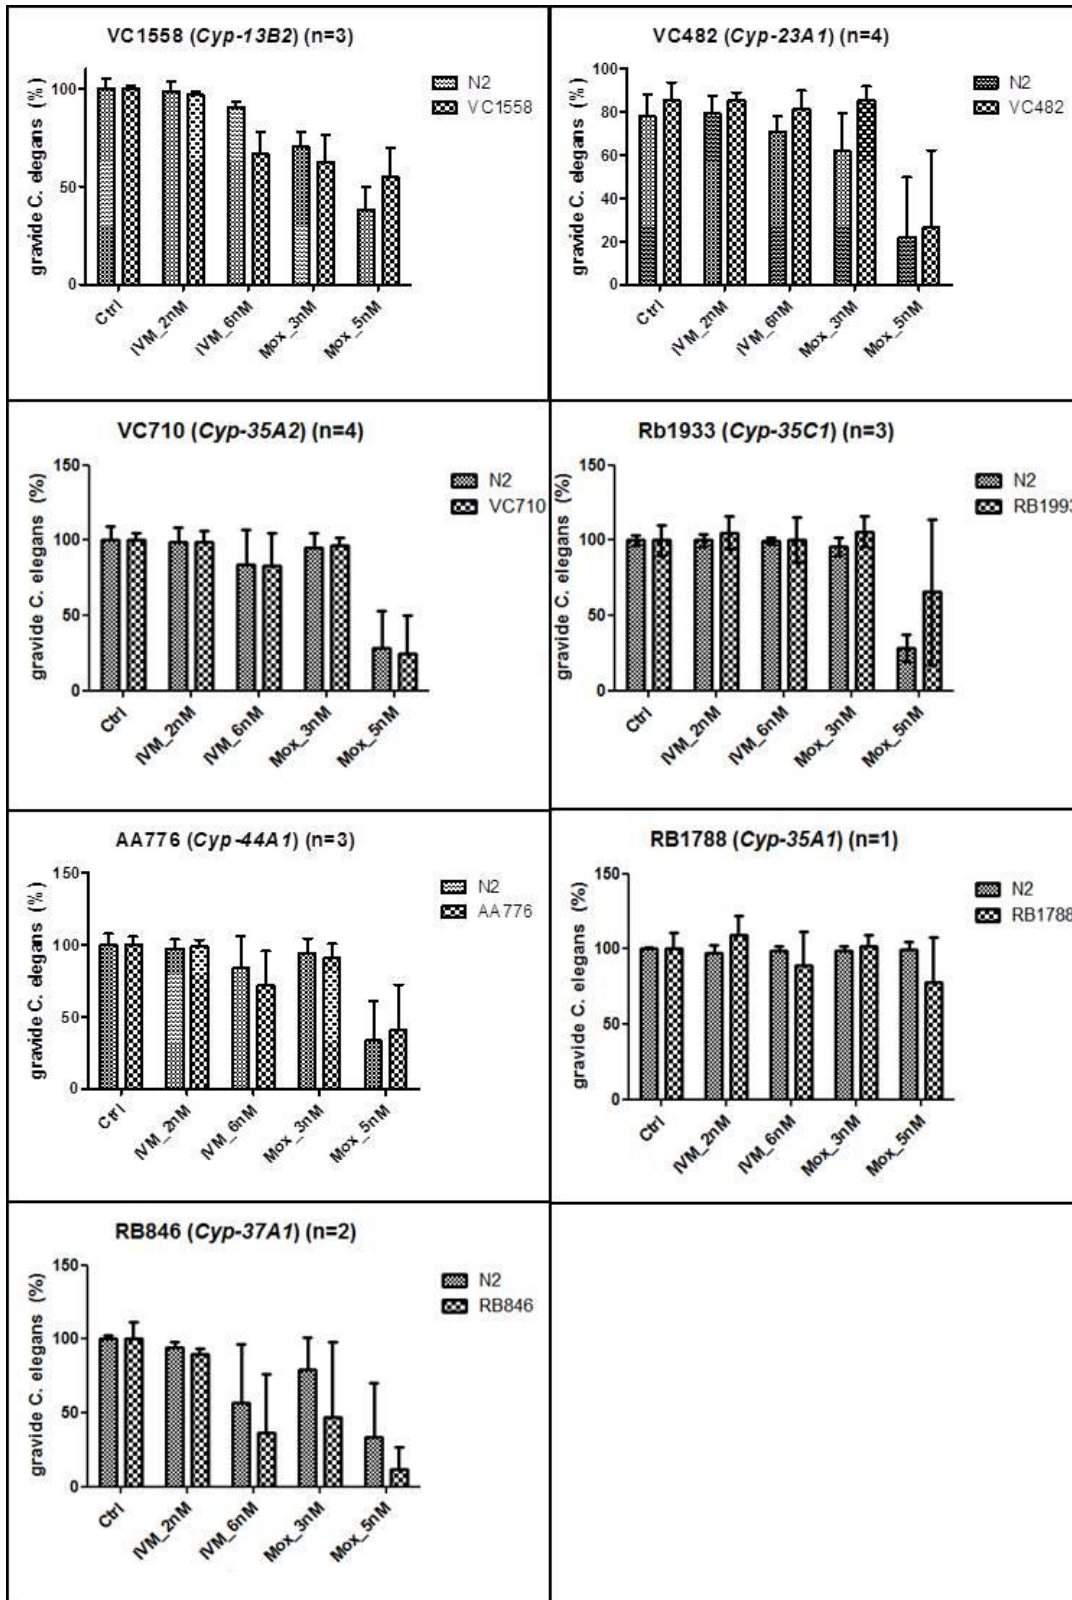 VC1558 (Cyp-13B2) (n=3)
gravide C. elegans (%)
100
50
0
N2
VC1558
Ctrl
IVM_2nM
IVM_6nM
Mox_3nM
Mox_5nM
VC482 (Cyp-23A1) (n=4)
gravide C. elegans (%)
100
80
60
40
20
0
N2
VC482
Ctrl
IVM_2nM
IVM_6nM
Mox_3nM
Mox_5nM
VC710 (Cyp-35A2) (n=4)
gravide C. elegans (%)
150
100
50
0
N2
VC710
Ctrl
IVM_2nM
IVM_6nM
Mox_3nM
Mox_5nM
Rb1933 (Cyp-35C1) (n=3)
gravide C. elegans (%)
150
100
50
0
N2
RB1993
Ctrl
IVM_2nM
IVM_6nM
Mox_3nM
Mox_5nM
AA776 (Cyp-44A1) (n=3)
gravide C. elegans (%)
150
100
50
0
N2
AA776
Ctrl
IVM_2nM
IVM_6nM
Mox_3nM
Mox_5nM
RB1788 (Cyp-35A1) (n=1)
gravide C. elegans (%)
150
100
50
0
N2
RB1788
Ctrl
IVM_2nM
IVM_6nM
Mox_3nM
Mox_5nM
RB846 (Cyp-37A1) (n=2)
gravide C. elegans (%)
150
100
50
0
N2
RB846
Ctrl
IVM_2nM
IVM_6nM
Mox_3nM
Mox_5nM